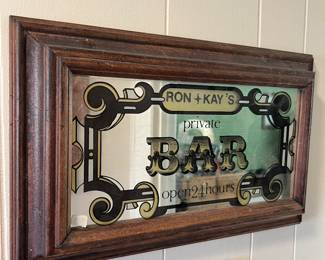 RON + KAY'S
private
BAR
open 24 hours